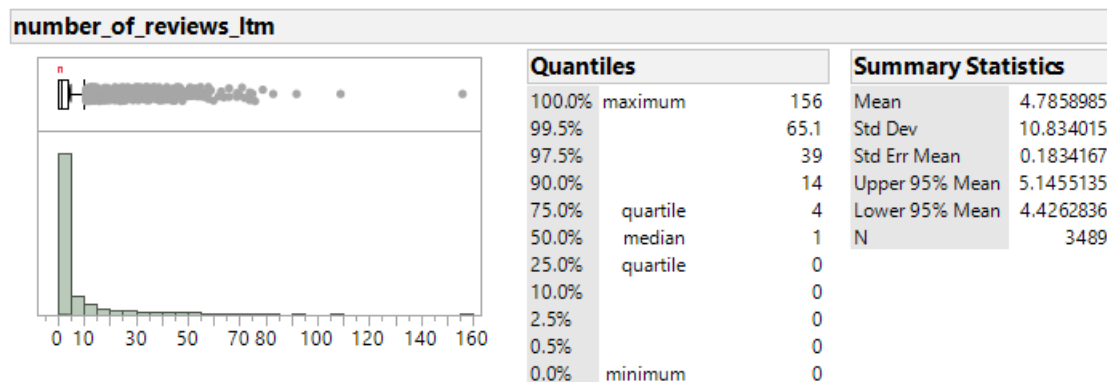 number_of_reviews_ltm
0 10 30 50 70 80 100 120 140 160
Quantiles
100.0% maximum 156
99.5% 65.1
97.5% 39
90.0% 14
75.0% quartile 4
50.0% median 1
25.0% quartile 0
10.0% 0
2.5% 0
0.5% 0
0.0% minimum 0
Summary Statistics
Mean 4.7858985
Std Dev 10.834015
Std Err Mean 0.1834167
Upper 95% Mean 5.1455135
Lower 95% Mean 4.4262836
N 3489